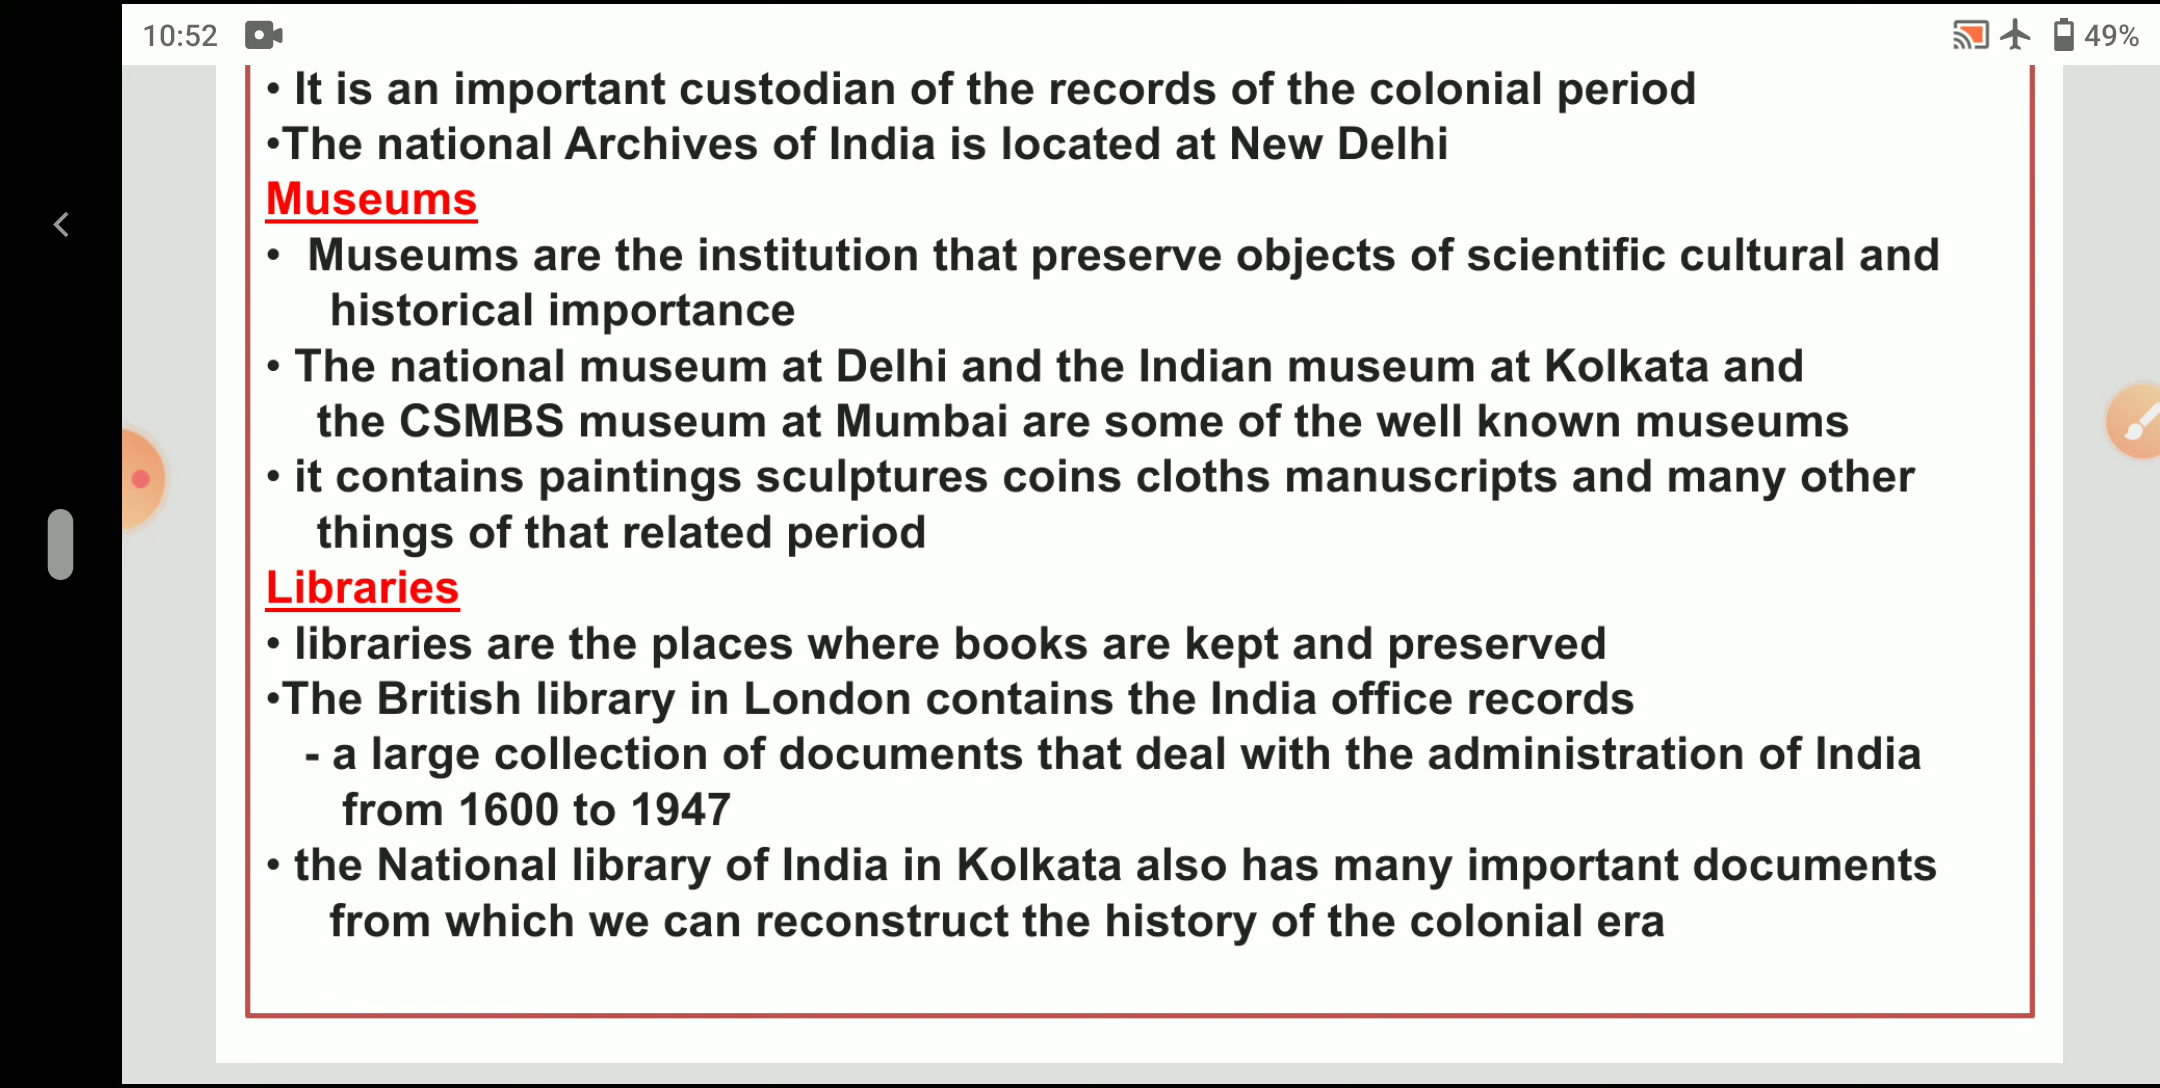 10:52
49%
• It is an important custodian of the records of the colonial period
•The national Archives of India is located at New Delhi
Museums
• Museums are the institution that preserve objects of scientific cultural and
historical importance
• The national museum at Delhi and the Indian museum at Kolkata and
the CSMBS museum at Mumbai are some of the well known museums
• it contains paintings sculptures coins cloths manuscripts and many other
things of that related period
Libraries
• libraries are the places where books are kept and preserved
•The British library in London contains the India office records
- a large collection of documents that deal with the administration of India
from 1600 to 1947
• the National library of India in Kolkata also has many important documents
from which we can reconstruct the history of the colonial era